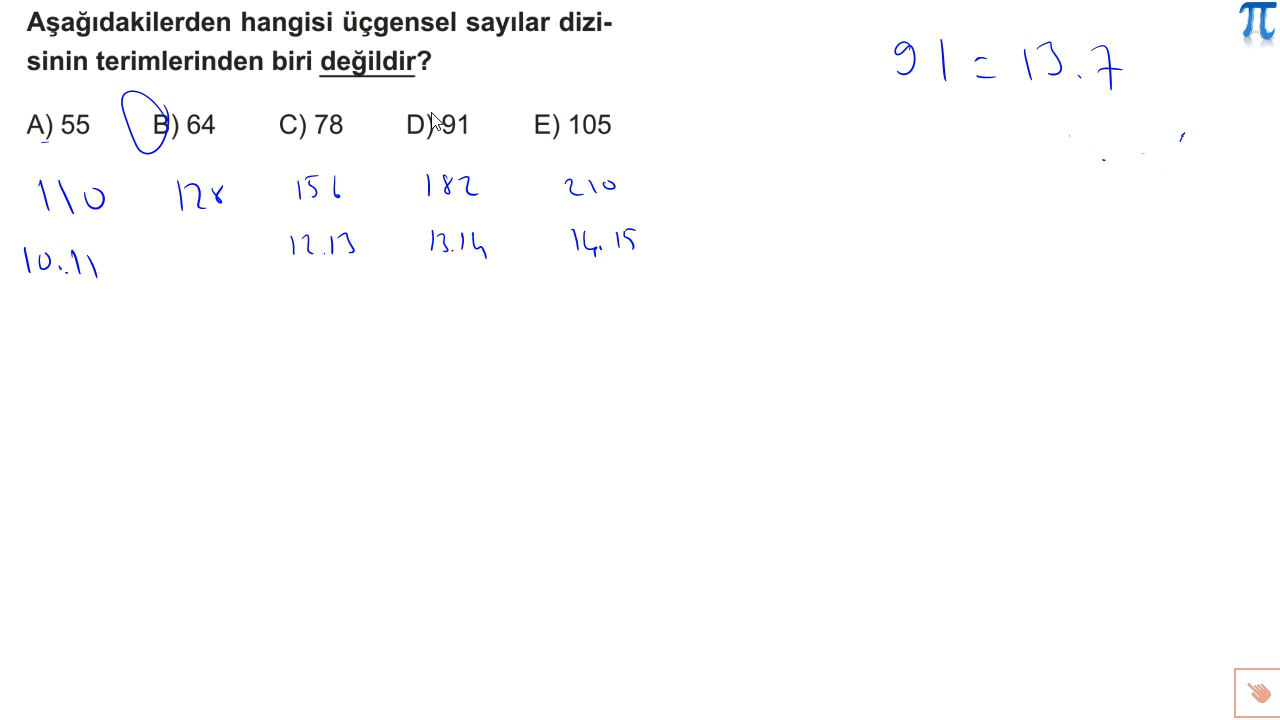 Aşağıdakilerden hangisi üçgensel sayılar dizi-
sinin terimlerinden biri değildir?
91 = 13.7
A) 55 B) 64 C) 78 D) 91 E) 105
110 128 156 182 210
10.11 12.13 13.14 14.15
π